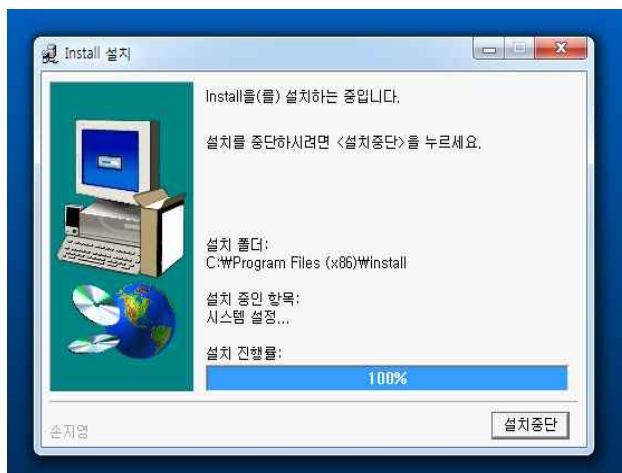 Install 설치
Install을(를) 설치하는 중입니다.
설치를 중단하시려면 <설치중단>을 누르세요.
설치 폴더:
C:₩Program Files (x86)₩install
설치 중인 항목:
시스템 설정...
설치 진행률:
100%
손지영
설치중단